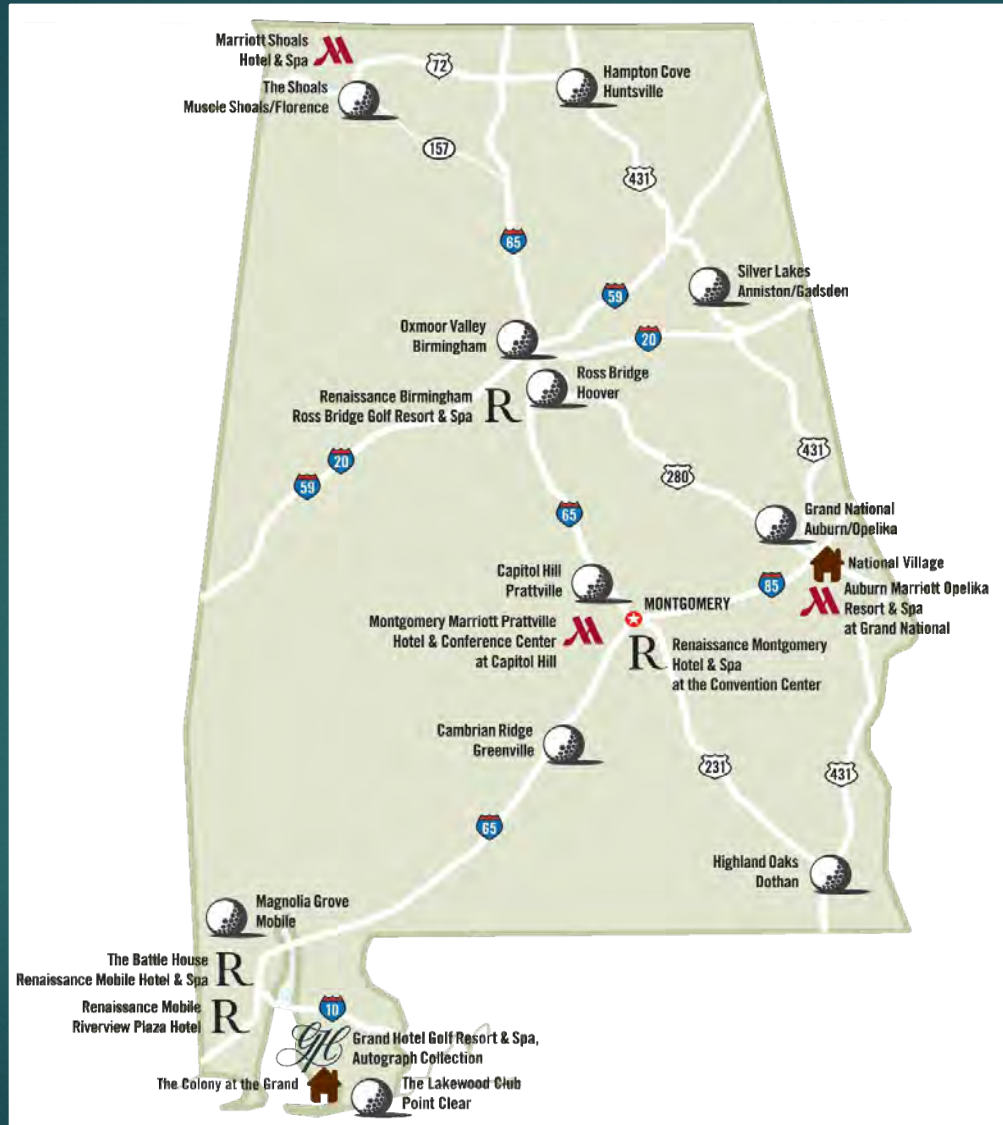 Marriott Shoals
Hotel & Spa
72
The Shoals
Muscle Shoals/Florence
Hampton Cove
Huntsville
157
431
65
59
Silver Lakes
Anniston/Gadsden
Oxmoor Valley
Birmingham
20
Ross Bridge
Hoover
Renaissance Birmingham
Ross Bridge Golf Resort & Spa
R
20
59
280
431
65
Grand National
Auburn/Opelika
National Village
Capitol Hill
Prattville
85
Auburn Marriott Opelika
Resort & Spa
at Grand National
MONTGOMERY
Montgomery Marriott Prattville
Hotel & Conference Center
at Capitol Hill
R
Renaissance Montgomery
Hotel & Spa
at the Convention Center
Cambrian Ridge
Greenville
231
431
65
Highland Oaks
Dothan
Magnolia Grove
Mobile
The Battle House
Renaissance Mobile Hotel & Spa
R
Renaissance Mobile
Riverview Plaza Hotel
R
10
GH
Grand Hotel Golf Resort & Spa,
Autograph Collection
The Colony at the Grand
The Lakewood Club
Point Clear